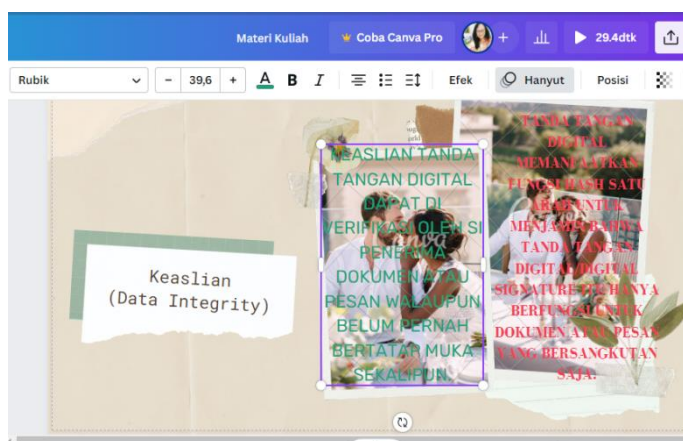 Materi Kuliah
Coba Canva Pro
+
29.4dtk
Rubik
- 39,6 +
A B I
Efek
Hanyut
Posisi
Keaslian
(Data Integrity)
KEASLIAN TANDA
TANGAN DIGITAL
DAPAT DI
VERIFIKASI OLEH SI
PENERIMA
DOKUMEN ATAU
PESAN WALAUPUN
BELUM PERNAH
BERTATAP MUKA
SEKALIPUN.
TANDA TANGAN
DIGITAL
MEMANFAATKAN
FUNGSI HASH SATU
ARAH UNTUK
MENJAMIN BAHWA
TANDA TANGAN
DIGITAL/DIGITAL
SIGNATURE ITU HANYA
BERFUNGSI UNTUK
DOKUMEN ATAU PESAN
YANG BERSANGKUTAN
SAJA.